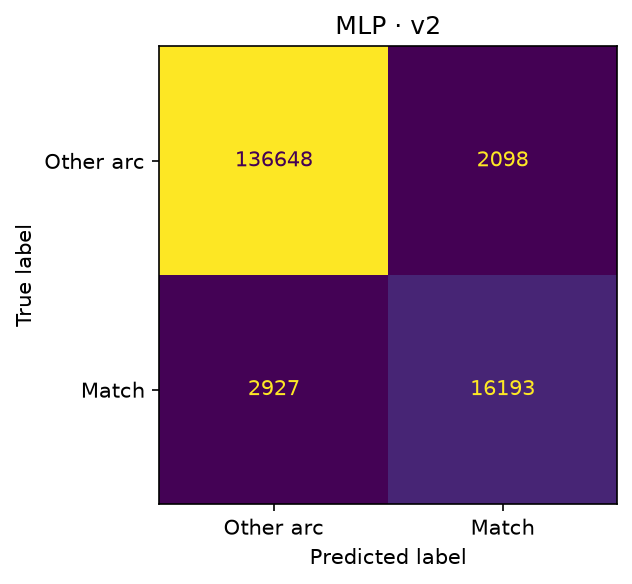 MLP · v2
True label
Other arc
136648
2098
Match
2927
16193
Other arc
Match
Predicted label